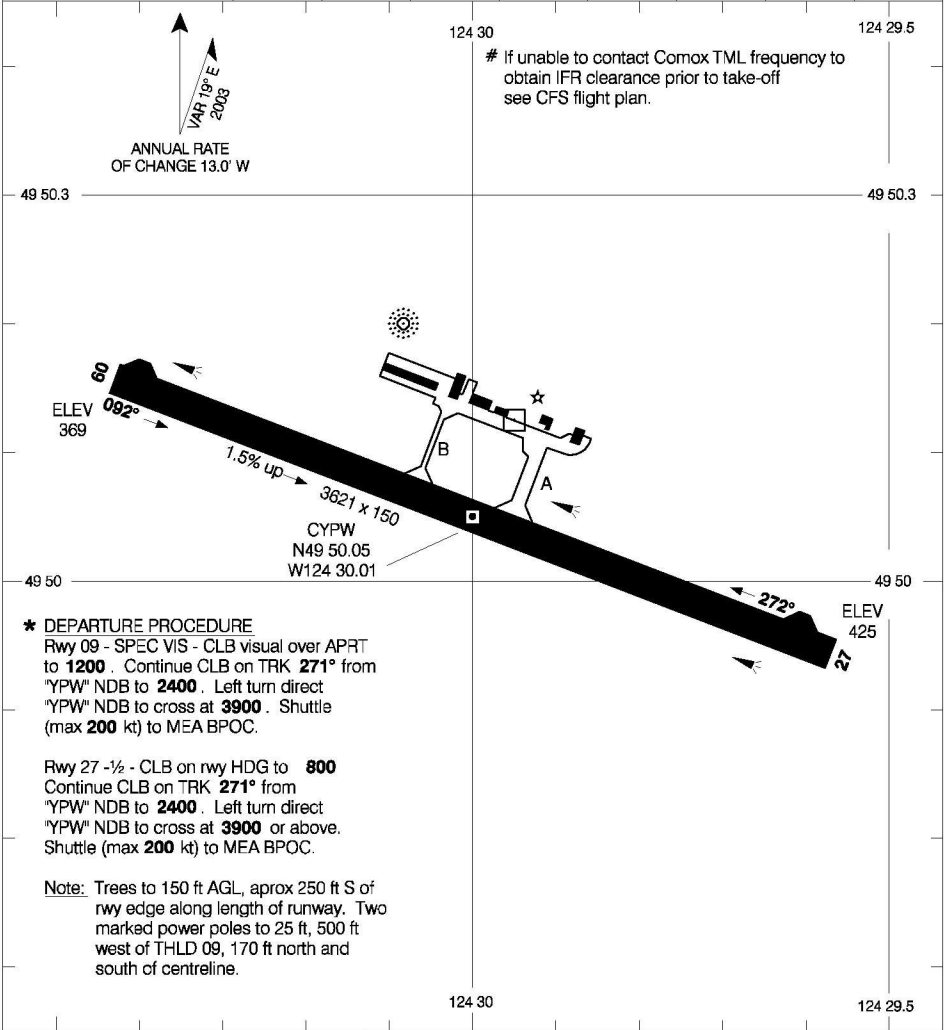 124 30
124 29.5
# If unable to contact Comox TML frequency to
obtain IFR clearance prior to take-off
see CFS flight plan.
VAR 19° E
2003
ANNUAL RATE
OF CHANGE 13.0' W
49 50.3
49 50.3
09
ELEV
369
092°
1.5% up
3621 x 150
B
A
CYPW
N49 50.05
W124 30.01
49 50
49 50
272°
ELEV
425
27
* DEPARTURE PROCEDURE
Rwy 09 - SPEC VIS - CLB visual over APRT
to 1200 . Continue CLB on TRK 271° from
"YPW" NDB to 2400 . Left turn direct
"YPW" NDB to cross at 3900 . Shuttle
(max 200 kt) to MEA BPOC.
Rwy 27 -½ - CLB on rwy HDG to 800
Continue CLB on TRK 271° from
"YPW" NDB to 2400 . Left turn direct
"YPW" NDB to cross at 3900 or above.
Shuttle (max 200 kt) to MEA BPOC.
Note: Trees to 150 ft AGL, aprox 250 ft S of
rwy edge along length of runway. Two
marked power poles to 25 ft, 500 ft
west of THLD 09, 170 ft north and
south of centreline.
124 30
124 29.5